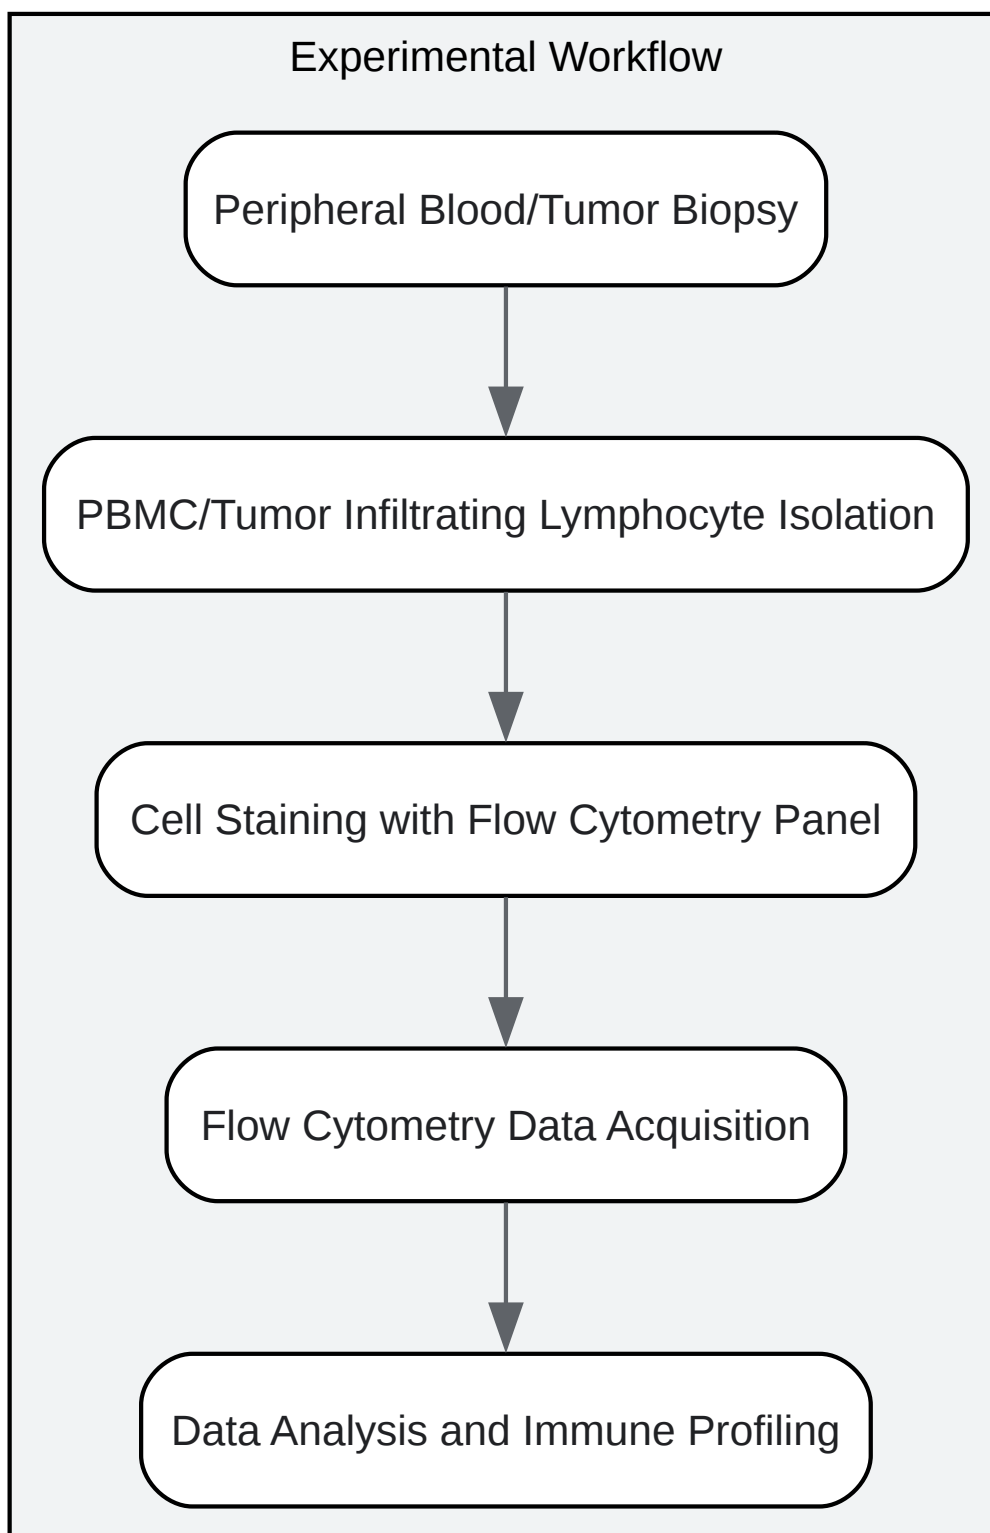 Experimental Workflow
Peripheral Blood/Tumor Biopsy
PBMC/Tumor Infiltrating Lymphocyte Isolation
Cell Staining with Flow Cytometry Panel
Flow Cytometry Data Acquisition
Data Analysis and Immune Profiling